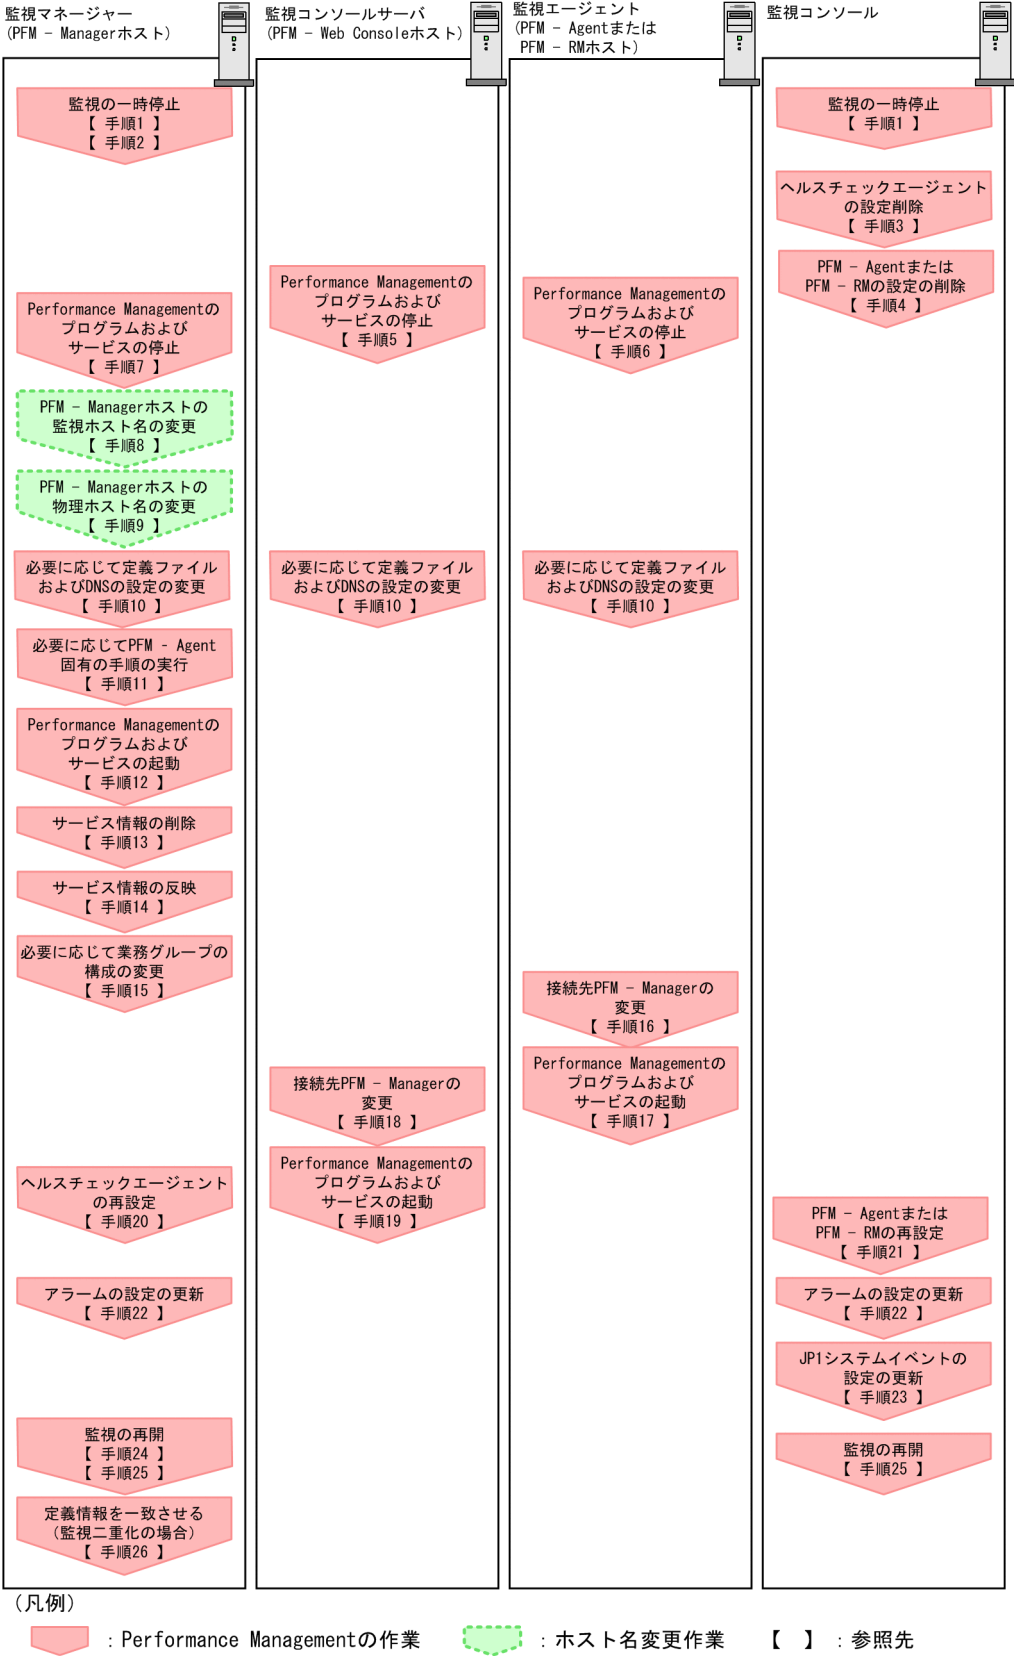 監視マネージャー
(PFM - Managerホスト)
監視の一時停止
【 手順1 】
【 手順2 】
Performance Managementの
プログラムおよび
サービスの停止
【 手順7 】
PFM - Managerホストの
監視ホスト名の変更
【 手順8 】
PFM - Managerホストの
物理ホスト名の変更
【 手順9 】
必要に応じて定義ファイル
およびDNSの設定の変更
【 手順10 】
必要に応じてPFM - Agent
固有の手順の実行
【 手順11 】
Performance Managementの
プログラムおよび
サービスの起動
【 手順12 】
サービス情報の削除
【 手順13 】
サービス情報の反映
【 手順14 】
必要に応じて業務グループの
構成の変更
【 手順15 】
ヘルスチェックエージェント
の再設定
【 手順20 】
アラームの設定の更新
【 手順22 】
監視の再開
【 手順24 】
【 手順25 】
定義情報を一致させる
(監視二重化の場合)
【 手順26 】
監視コンソールサーバ
(PFM - Web Consoleホスト)
Performance Managementの
プログラムおよび
サービスの停止
【 手順5 】
必要に応じて定義ファイル
およびDNSの設定の変更
【 手順10 】
接続先PFM - Managerの
変更
【 手順18 】
Performance Managementの
プログラムおよび
サービスの起動
【 手順19 】
監視エージェント
(PFM - Agentまたは
PFM - RMホスト)
Performance Managementの
プログラムおよび
サービスの停止
【 手順6 】
必要に応じて定義ファイル
およびDNSの設定の変更
【 手順10 】
接続先PFM - Managerの
変更
【 手順16 】
Performance Managementの
プログラムおよび
サービスの起動
【 手順17 】
監視コンソール
監視の一時停止
【 手順1 】
ヘルスチェックエージェント
の設定削除
【 手順3 】
PFM - Agentまたは
PFM - RMの設定の削除
【 手順4 】
PFM - Agentまたは
PFM - RMの再設定
【 手順21 】
アラームの設定の更新
【 手順22 】
JP1システムイベントの
設定の更新
【 手順23 】
監視の再開
【 手順25 】
(凡例)
：Performance Managementの作業
：ホスト名変更作業
【 】：参照先